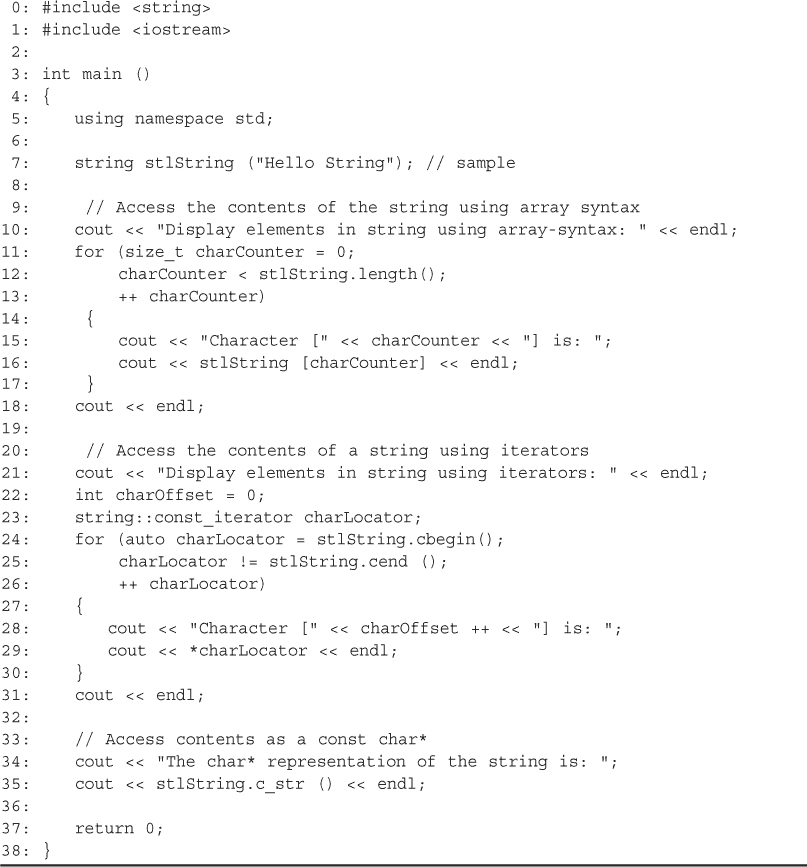 0: #include <string>
1: #include <iostream>
2:
3: int main ()
4: {
5:    using namespace std;
6:
7:    string stlString ("Hello String"); // sample
8:
9:     // Access the contents of the string using array syntax
10:    cout << "Display elements in string using array-syntax: " << endl;
11:    for (size_t charCounter = 0;
12:        charCounter < stlString.length();
13:        ++ charCounter)
14:     {
15:        cout << "Character [" << charCounter << "] is: ";
16:        cout << stlString [charCounter] << endl;
17:     }
18:    cout << endl;
19:
20:     // Access the contents of a string using iterators
21:    cout << "Display elements in string using iterators: " << endl;
22:    int charOffset = 0;
23:    string::const_iterator charLocator;
24:    for (auto charLocator = stlString.cbegin();
25:        charLocator != stlString.cend ();
26:        ++ charLocator)
27:    {
28:       cout << "Character [" << charOffset ++ << "] is: ";
29:       cout << *charLocator << endl;
30:    }
31:    cout << endl;
32:
33:    // Access contents as a const char*
34:    cout << "The char* representation of the string is: ";
35:    cout << stlString.c_str () << endl;
36:
37:    return 0;
38: }